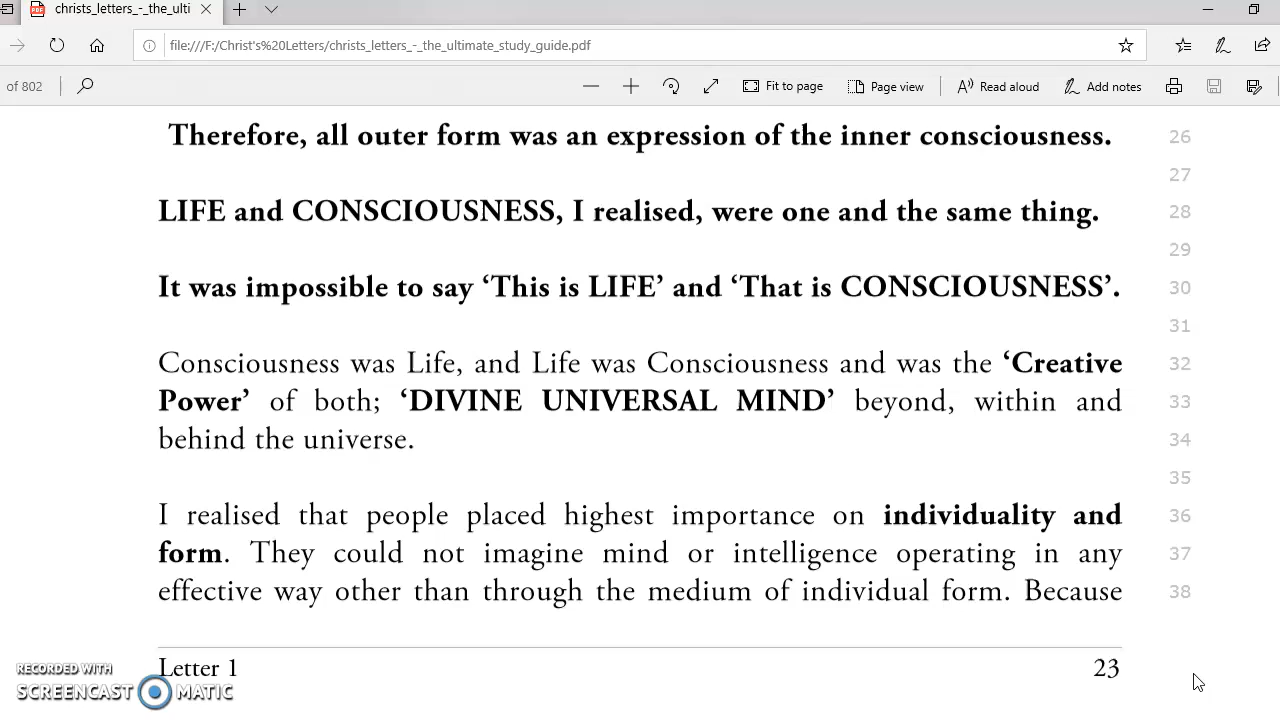 christs_letters_-_the_ulti
file:///F:/Christ's%20Letters/christs_letters_-_the_ultimate_study_guide.pdf
of 802 Fit to page Page view Read aloud Add notes
Therefore, all outer form was an expression of the inner consciousness. 26
27
LIFE and CONSCIOUSNESS, I realised, were one and the same thing. 28
29
It was impossible to say ‘This is LIFE’ and ‘That is CONSCIOUSNESS’. 30
31
Consciousness was Life, and Life was Consciousness and was the ‘Creative 32
Power’ of both; ‘DIVINE UNIVERSAL MIND’ beyond, within and 33
behind the universe. 34
35
I realised that people placed highest importance on individuality and 36
form. They could not imagine mind or intelligence operating in any 37
effective way other than through the medium of individual form. Because 38
Letter 1 23
RECORDED WITH
SCREENCAST MATIC